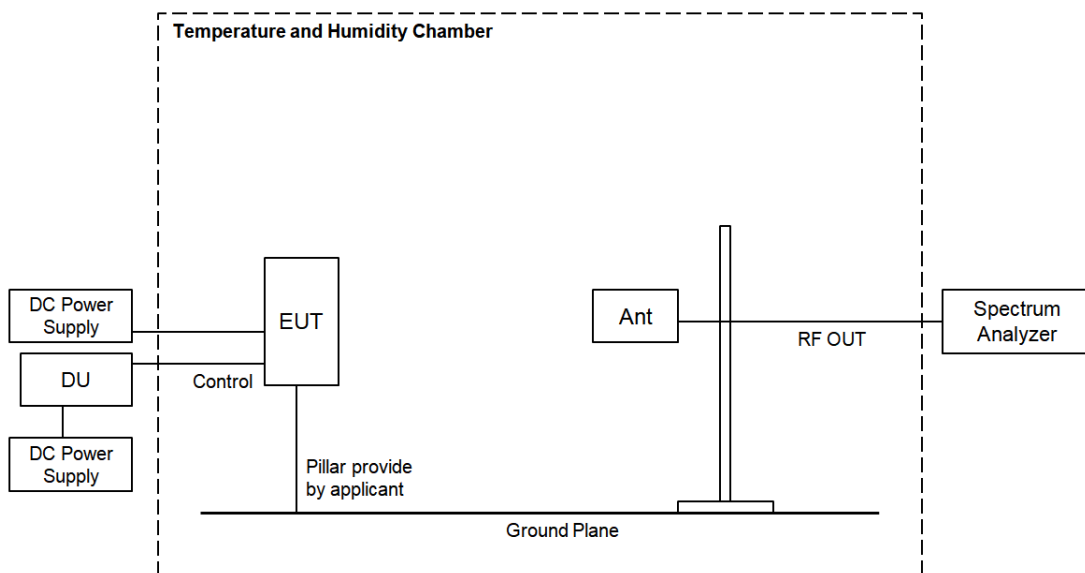 Temperature and Humidity Chamber
DC Power
Supply
EUT
Ant
Spectrum
Analyzer
RF OUT
DU
Control
DC Power
Supply
Pillar provide
by applicant
Ground Plane